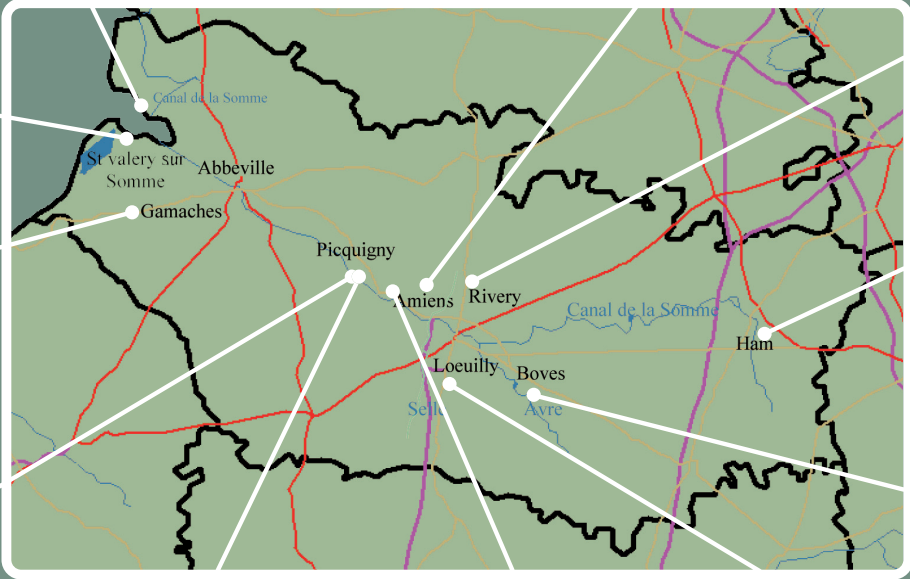 Canal de la Somme
St valery sur
Somme
Abbeville
Gamaches
Picquigny
Amiens
Rivery
Canal de la Somme
Ham
Loeuilly
Boves
Selle
Avre